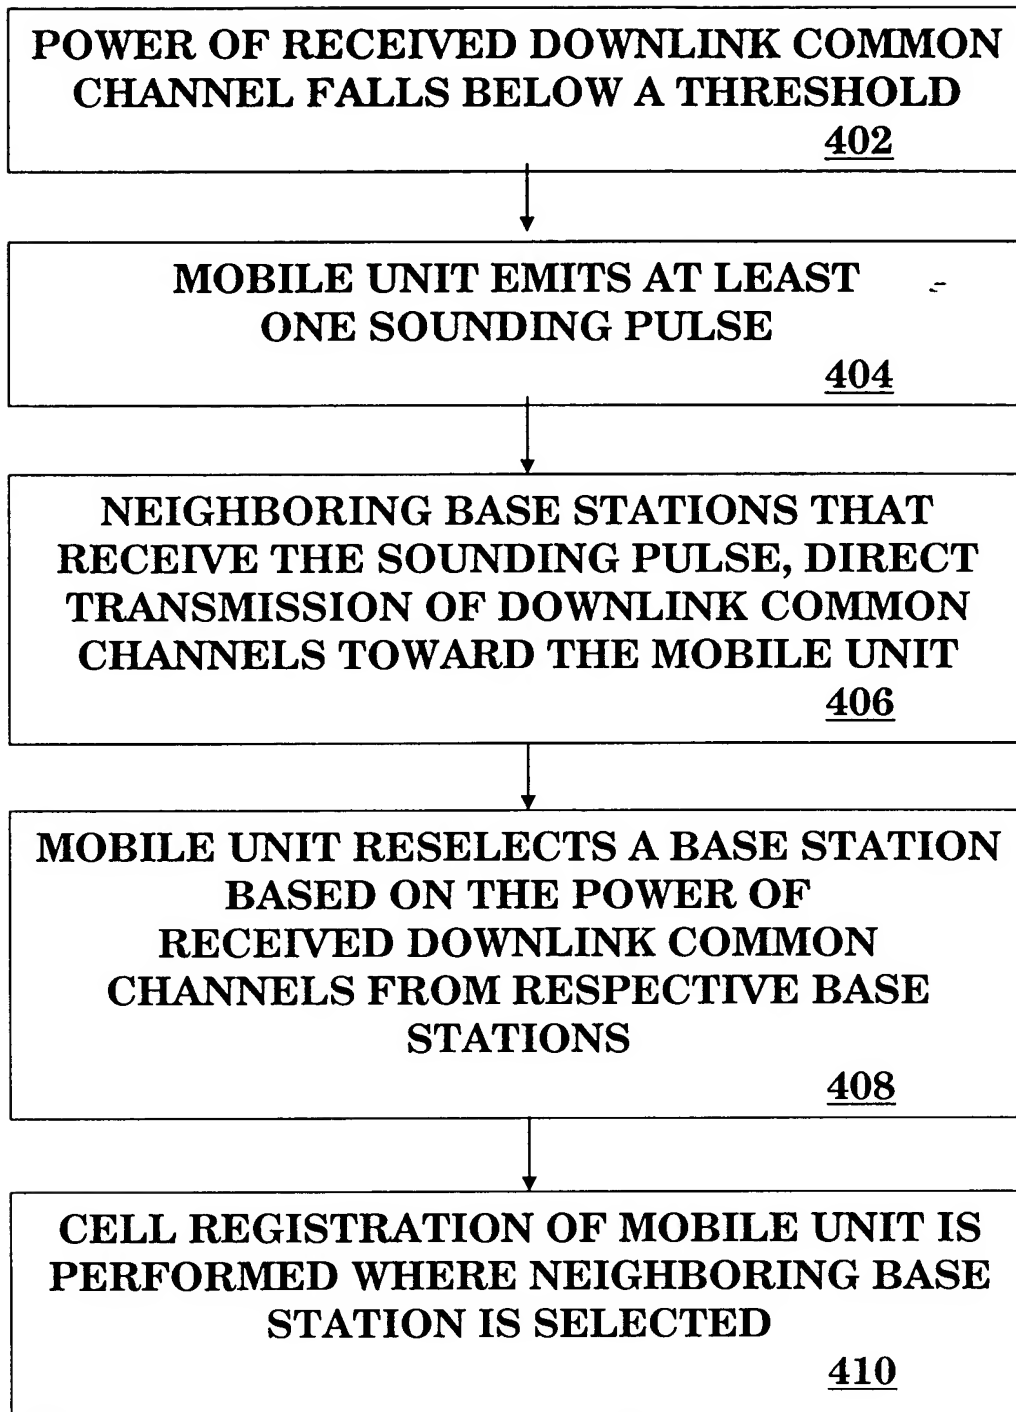 POWER OF RECEIVED DOWNLINK COMMON
CHANNEL FALLS BELOW A THRESHOLD
402
MOBILE UNIT EMITS AT LEAST
ONE SOUNDING PULSE
404
NEIGHBORING BASE STATIONS THAT
RECEIVE THE SOUNDING PULSE, DIRECT
TRANSMISSION OF DOWNLINK COMMON
CHANNELS TOWARD THE MOBILE UNIT
406
MOBILE UNIT RESELECTS A BASE STATION
BASED ON THE POWER OF
RECEIVED DOWNLINK COMMON
CHANNELS FROM RESPECTIVE BASE
STATIONS
408
CELL REGISTRATION OF MOBILE UNIT IS
PERFORMED WHERE NEIGHBORING BASE
STATION IS SELECTED
410